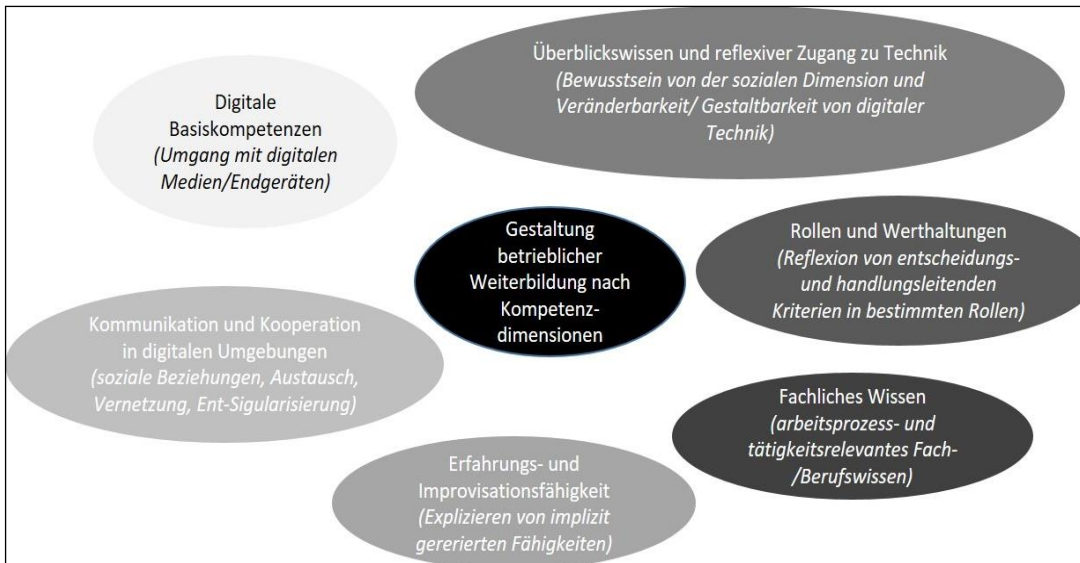 Überblickswissen und reflexiver Zugang zu Technik
(Bewusstsein von der sozialen Dimension und
Veränderbarkeit/ Gestaltbarkeit von digitaler
Technik)
Digitale
Basiskompetenzen
(Umgang mit digitalen
Medien/Endgeräten)
Gestaltung
betrieblicher
Weiterbildung nach
Kompetenz-
dimensionen
Rollen und Werthaltungen
(Reflexion von entscheidungs-
und handlungsleitenden
Kriterien in bestimmten Rollen)
Kommunikation und Kooperation
in digitalen Umgebungen
(soziale Beziehungen, Austausch,
Vernetzung, Ent-Sigularisierung)
Fachliches Wissen
(arbeitsprozess- und
tätigkeitsrelevantes Fach-
/Berufswissen)
Erfahrungs- und
Improvisationsfähigkeit
(Explizieren von implizit
gererierten Fähigkeiten)